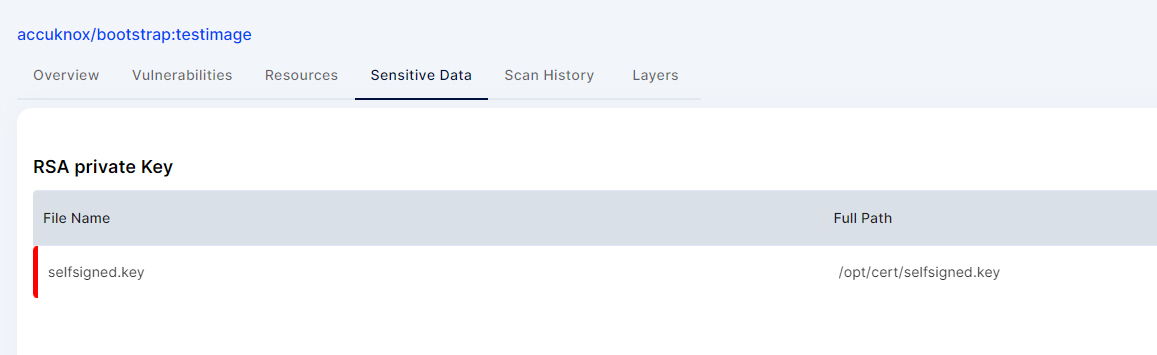 accuknox/bootstrap:testimage
Overview Vulnerabilities Resources Sensitive Data Scan History Layers
RSA private Key
File Name Full Path
selfsigned.key /opt/cert/selfsigned.key